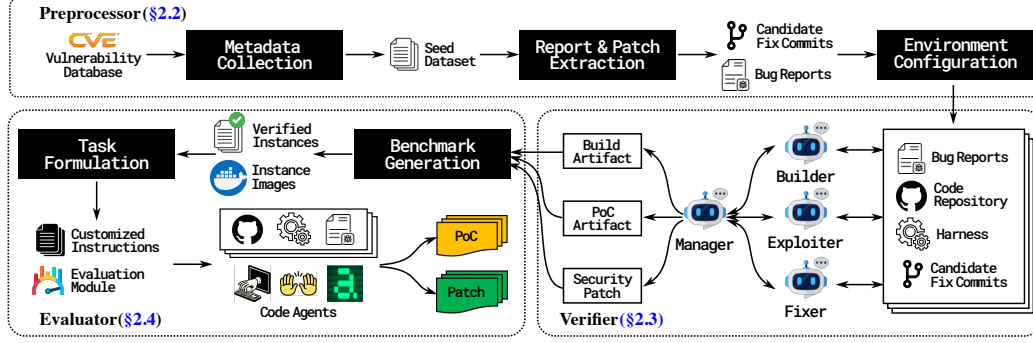 Preprocessor(§2.2)
CVE
Vulnerability
Database
Metadata
Collection
Seed
Dataset
Report & Patch
Extraction
Candidate
Fix Commits
Bug Reports
Environment
Configuration
Task
Formulation
Verified
Instances
Instance
Images
Benchmark
Generation
Customized
Instructions
Evaluation
Module
Code Agents
PoC
Patch
Evaluator(§2.4)
Build
Artifact
PoC
Artifact
Security
Patch
Manager
Builder
Exploiter
Fixer
Bug Reports
Code
Repository
Harness
Candidate
Fix Commits
Verifier(§2.3)